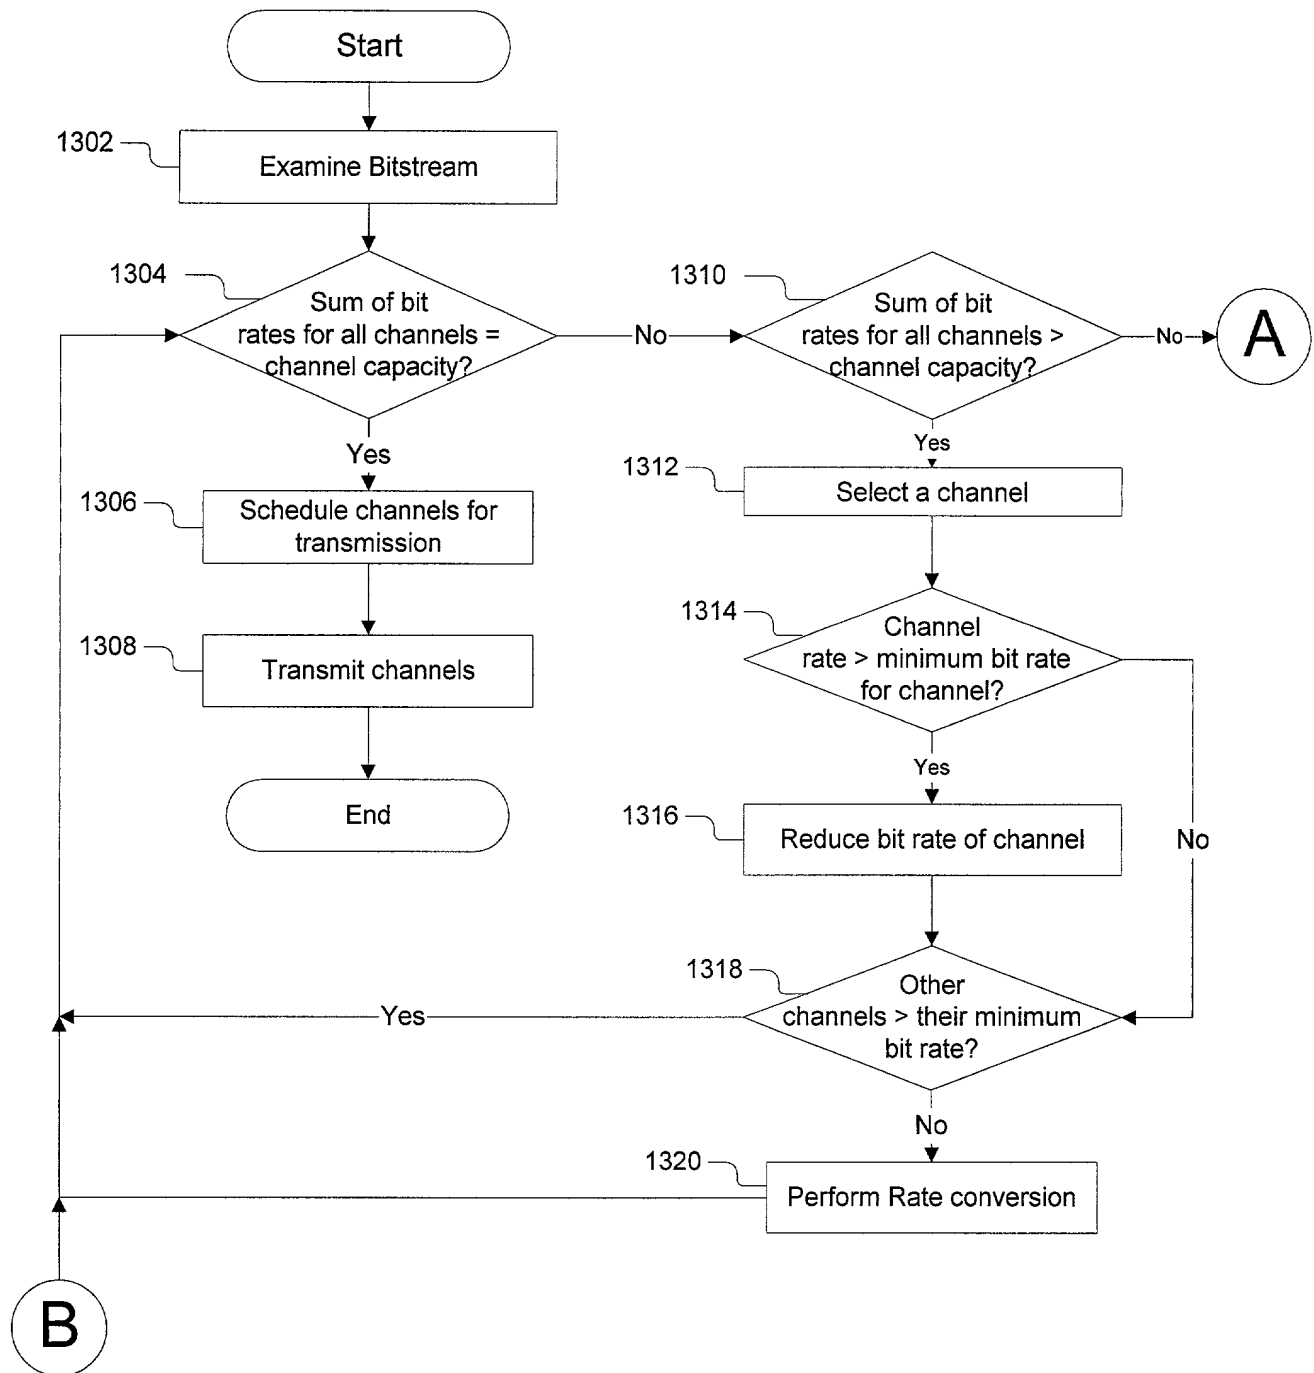 Start
1302
Examine Bitstream
1304
Sum of bit
rates for all channels =
channel capacity?
No
1310
Sum of bit
rates for all channels >
channel capacity?
No
A
Yes
1306
Schedule channels for
transmission
1308
Transmit channels
End
Yes
1312
Select a channel
1314
Channel
rate > minimum bit rate
for channel?
Yes
No
1316
Reduce bit rate of channel
1318
Other
channels > their minimum
bit rate?
Yes
No
1320
Perform Rate conversion
B